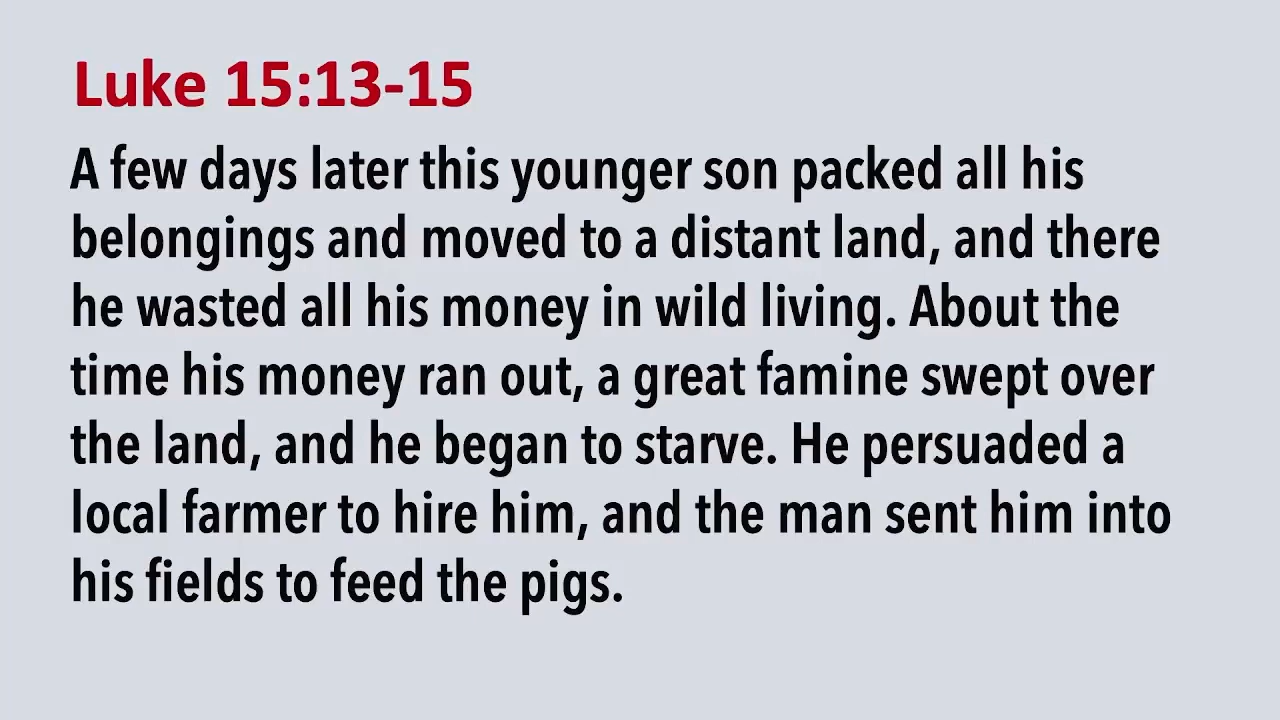 Luke 15:13-15
A few days later this younger son packed all his
belongings and moved to a distant land, and there
he wasted all his money in wild living. About the
time his money ran out, a great famine swept over
the land, and he began to starve. He persuaded a
local farmer to hire him, and the man sent him into
his fields to feed the pigs.